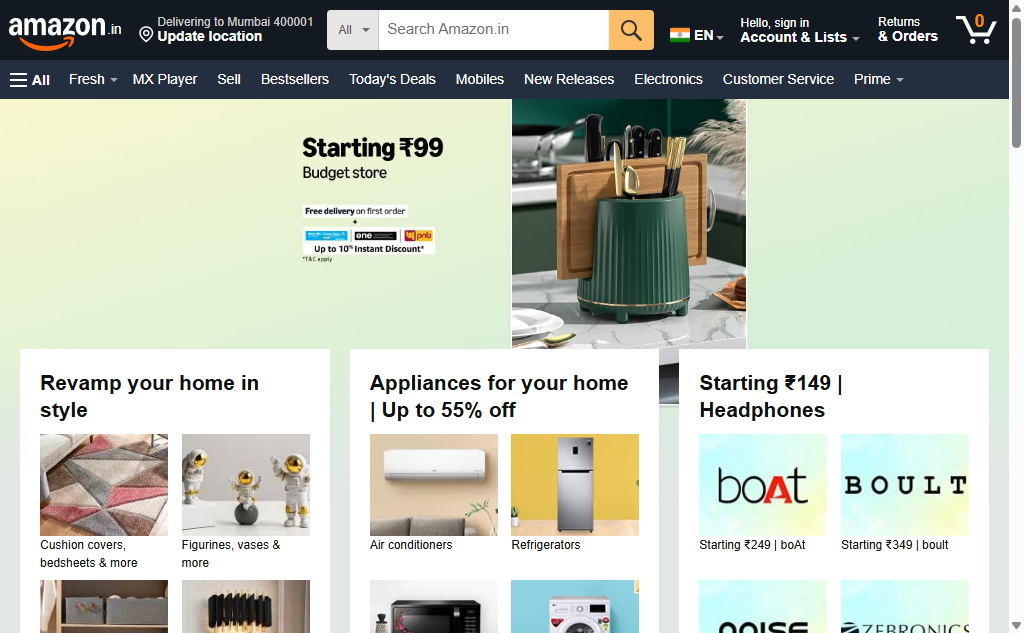 amazon.in
Delivering to Mumbai 400001
Update location
All
Search Amazon.in
EN
Hello, sign in
Account & Lists
Returns
& Orders
0
All
Fresh
MX Player
Sell
Bestsellers
Today's Deals
Mobiles
New Releases
Electronics
Customer Service
Prime
Starting ₹99
Budget store
Free delivery on first order
+
one
pnb
Up to 10% Instant Discount*
*T&C apply
Revamp your home in
style
Cushion covers,
bedsheets & more
Figurines, vases &
more
Appliances for your home
| Up to 55% off
Air conditioners
Refrigerators
Starting ₹149 |
Headphones
boAt
BOULT
Starting ₹249 | boAt
Starting ₹349 | boult
noise
ZEBRONICS